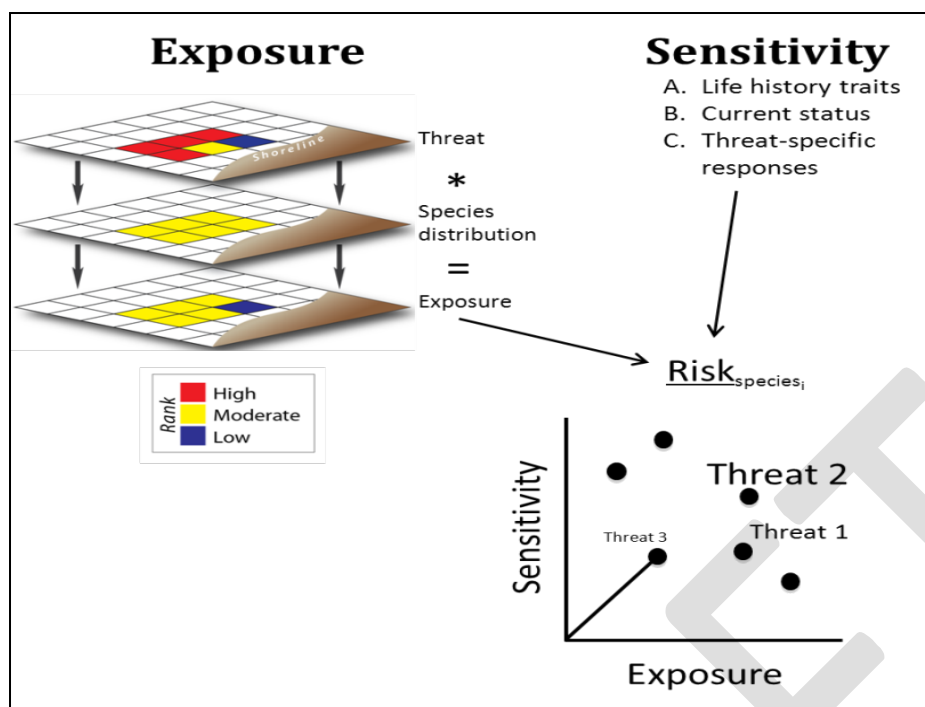 Exposure
Threat
Shoreline
*
Species
distribution
=
Exposure
Rank
High
Moderate
Low
Sensitivity
A. Life history traits
B. Current status
C. Threat-specific
responses
Risk species i
Sensitivity
Threat 2
Threat 3
Threat 1
Exposure